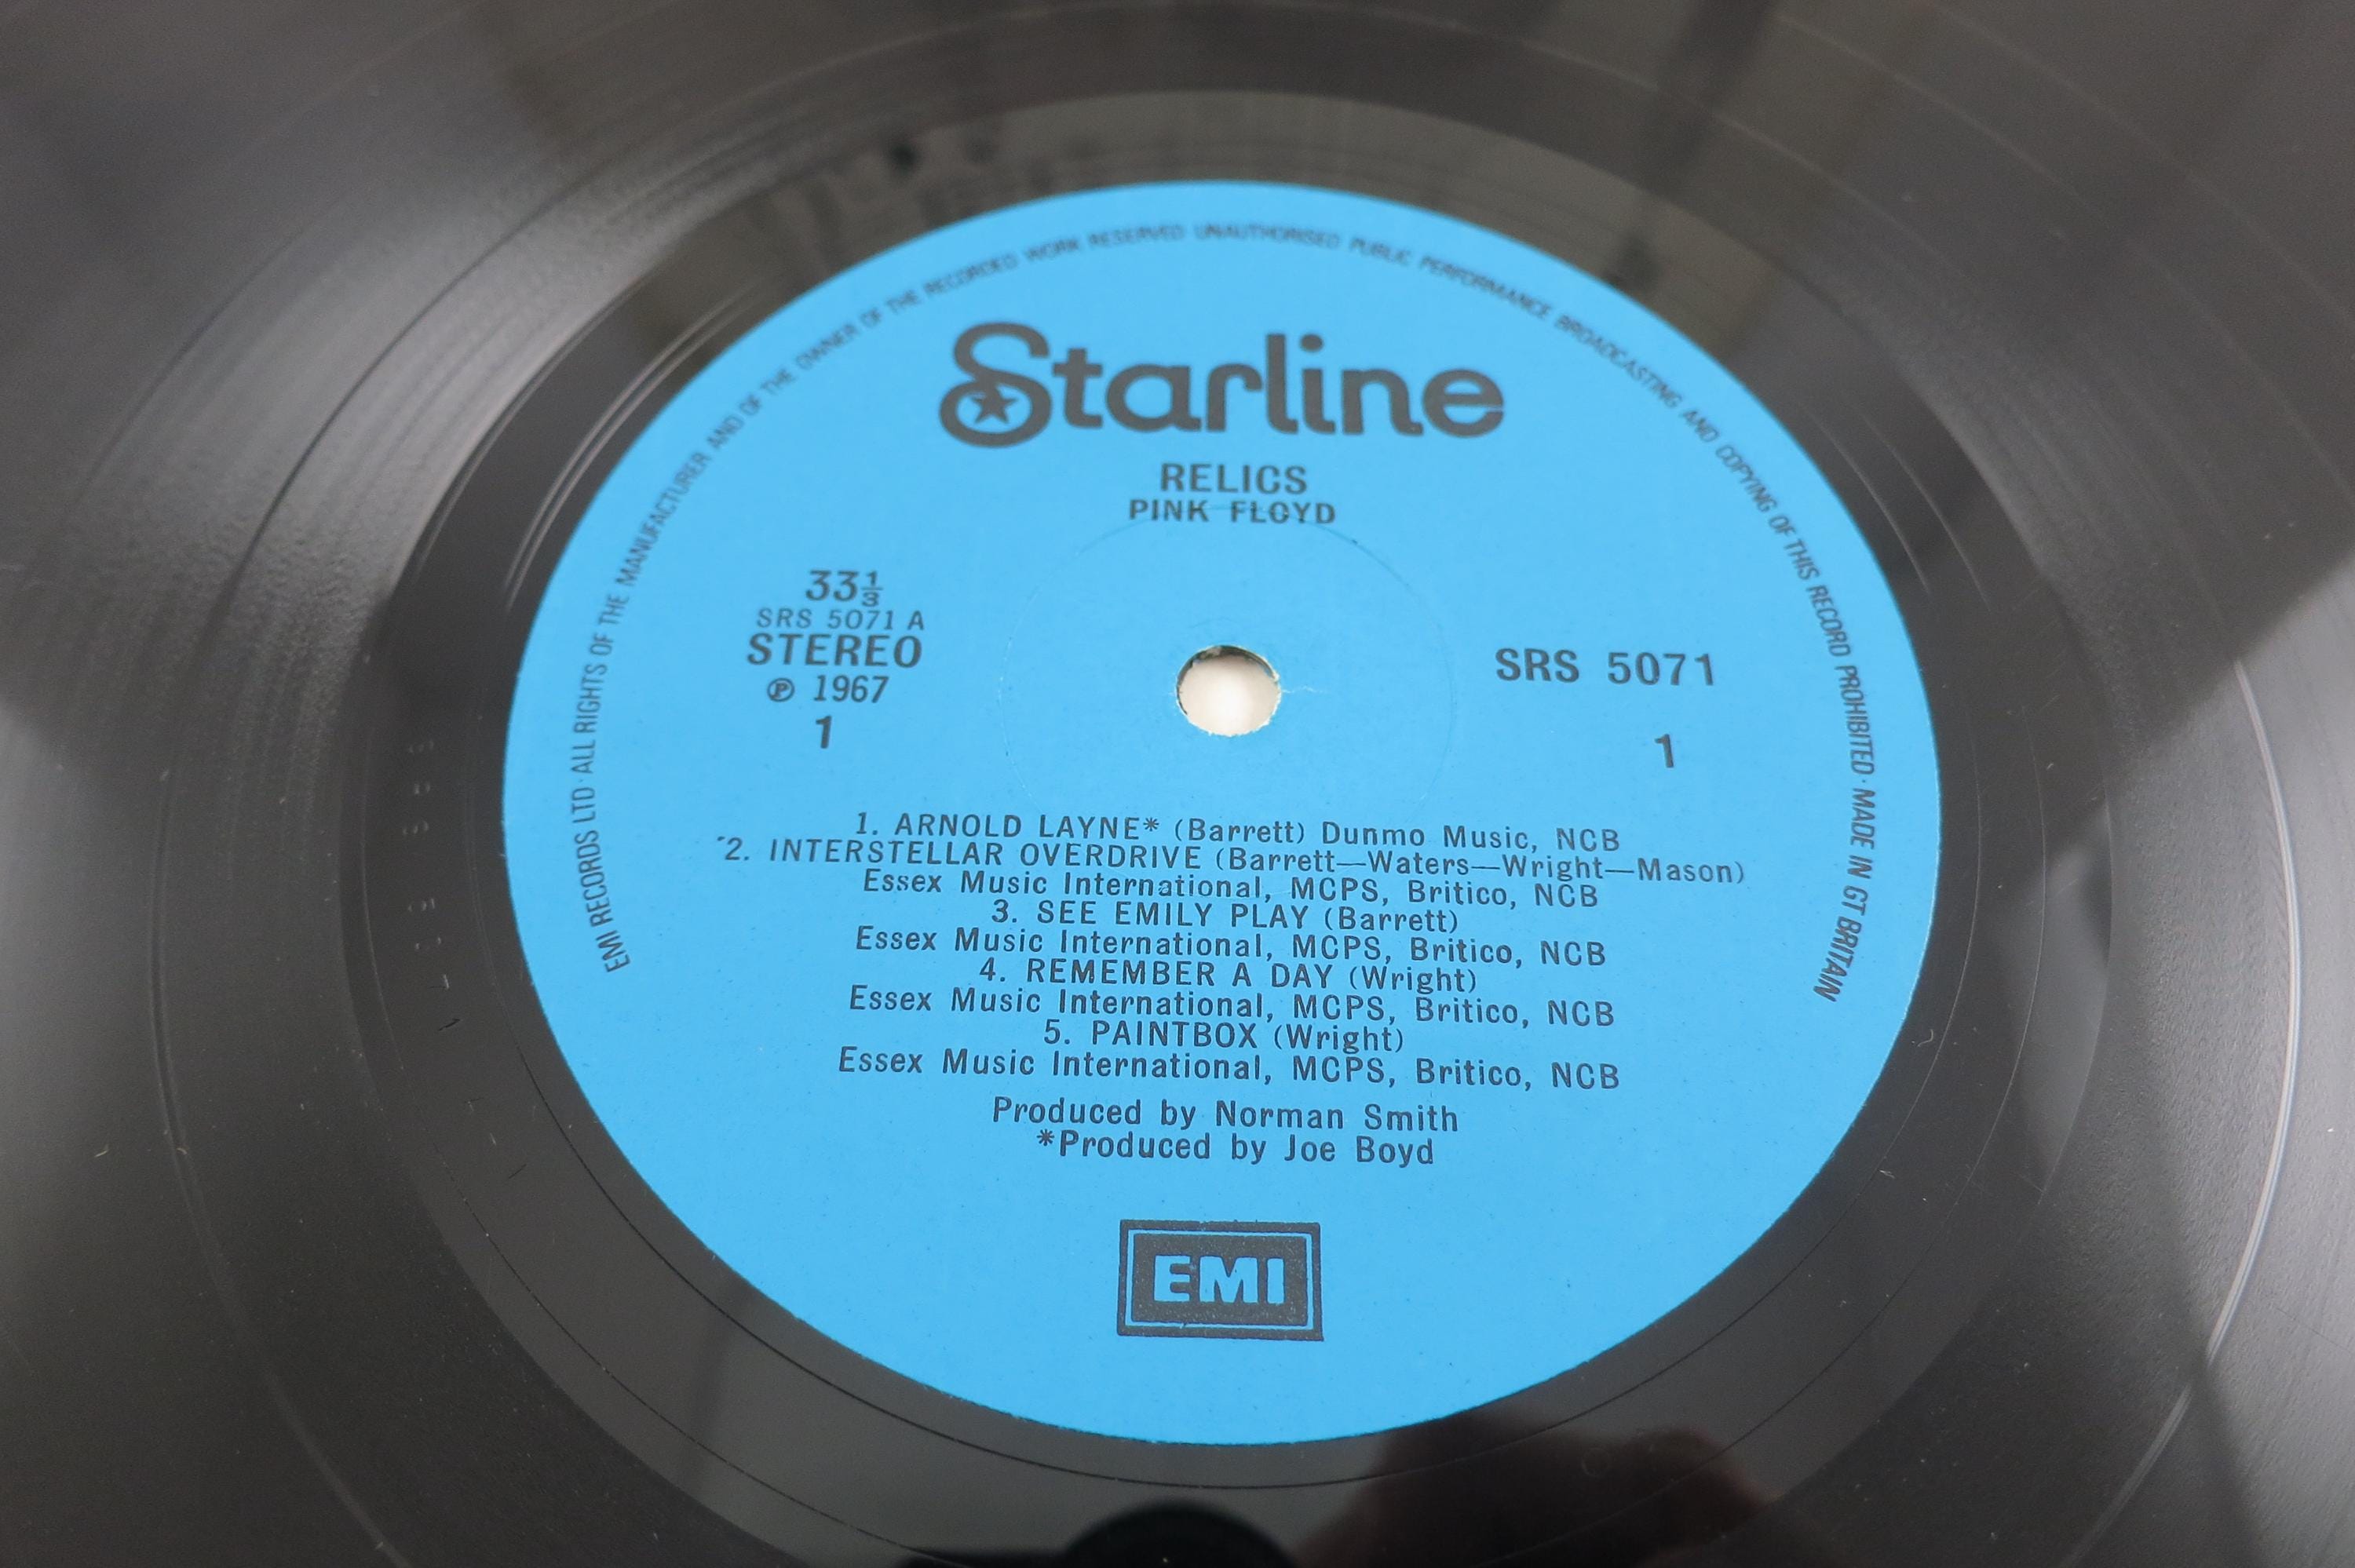 EMI RECORDS LTD · ALL RIGHTS OF THE MANUFACTURER AND OF THE OWNER OF THE RECORDED WORK RESERVED UNAUTHORISED PUBLIC PERFORMANCE BROADCASTING AND COPYING OF THIS RECORD PROHIBITED · MADE IN GT BRITAIN
Starline
RELICS
PINK FLOYD
33⅓
SRS 5071 A
STEREO
Ⓟ 1967
1
SRS 5071
1
1. ARNOLD LAYNE* (Barrett) Dunmo Music, NCB
2. INTERSTELLAR OVERDRIVE (Barrett—Waters—Wright—Mason)
Essex Music International, MCPS, Britico, NCB
3. SEE EMILY PLAY (Barrett)
Essex Music International, MCPS, Britico, NCB
4. REMEMBER A DAY (Wright)
Essex Music International, MCPS, Britico, NCB
5. PAINTBOX (Wright)
Essex Music International, MCPS, Britico, NCB
Produced by Norman Smith
*Produced by Joe Boyd
EMI